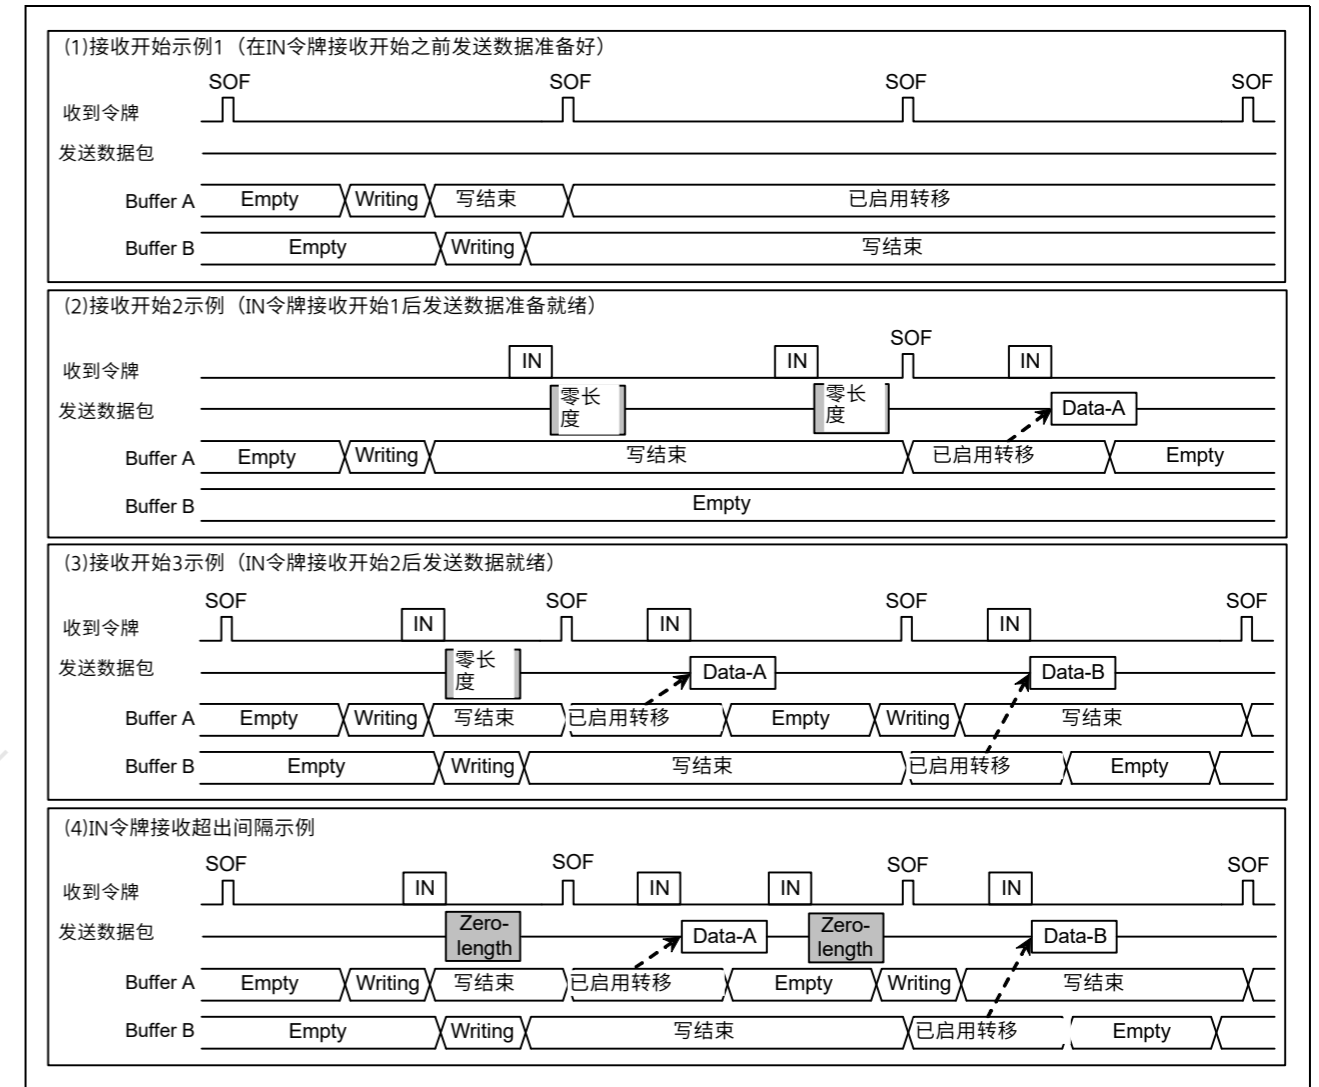 (1)接收开始示例1（在IN令牌接收开始之前发送数据准备好）
SOF SOF SOF SOF
收到令牌
发送数据包
Buffer A Empty Writing 写结束 已启用转移
Buffer B Empty Writing 写结束
(2)接收开始2示例（IN令牌接收开始1后发送数据准备就绪）
SOF
收到令牌 IN IN IN
发送数据包 零长 零长 Data-A
度 度
Buffer A Empty Writing 写结束 已启用转移 Empty
Buffer B Empty
(3)接收开始3示例（IN令牌接收开始2后发送数据就绪）
SOF SOF SOF SOF
收到令牌 IN IN IN
发送数据包 零长 Data-A Data-B
度
Buffer A Empty Writing 写结束 已启用转移 Empty Writing 写结束
Buffer B Empty Writing 写结束 已启用转移 Empty
(4)IN令牌接收超出间隔示例
SOF SOF SOF SOF
收到令牌 IN IN IN IN
发送数据包 Zero- Data-A Zero- Data-B
length length
Buffer A Empty Writing 写结束 已启用转移 Empty Writing 写结束
Buffer B Empty Writing 写结束 已启用转移 Empty